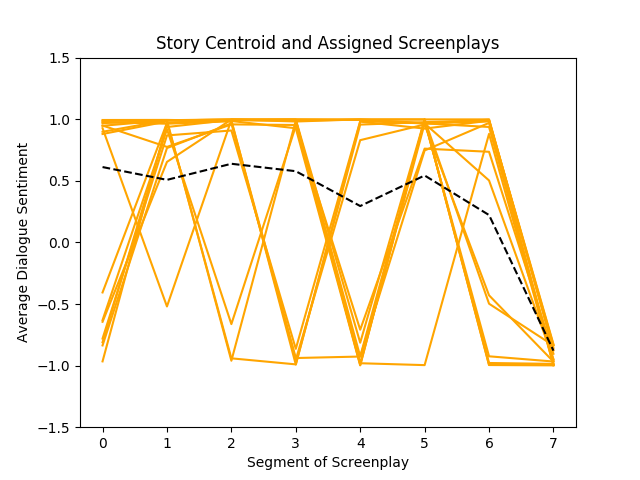 Story Centroid and Assigned Screenplays
Average Dialogue Sentiment
1.5
1.0
0.5
0.0
−0.5
−1.0
−1.5
0 1 2 3 4 5 6 7
Segment of Screenplay